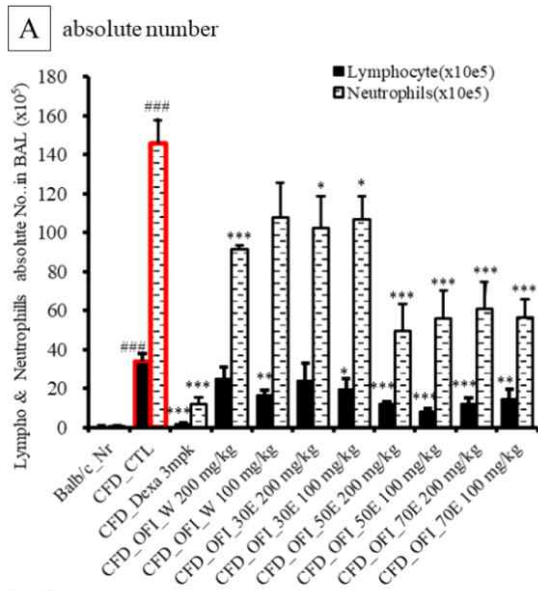 A absolute number
Lymphocyte(x10e5)
Neutrophils(x10e5)
Lympho & Neutrophils absolute No..in BAL (x10⁵)
180
160
140
120
100
80
60
40
20
0
###
###
***
***
***
**
*
*
*
***
***
***
***
***
**
***
Balb/c_Nr
CFD_CTL
CFD_Dexa 3mpk
CFD_OFI_W 200 mg/kg
CFD_OFI_W 100 mg/kg
CFD_OFI_30E 200 mg/kg
CFD_OFI_30E 100 mg/kg
CFD_OFI_50E 200 mg/kg
CFD_OFI_50E 100 mg/kg
CFD_OFI_70E 200 mg/kg
CFD_OFI_70E 100 mg/kg